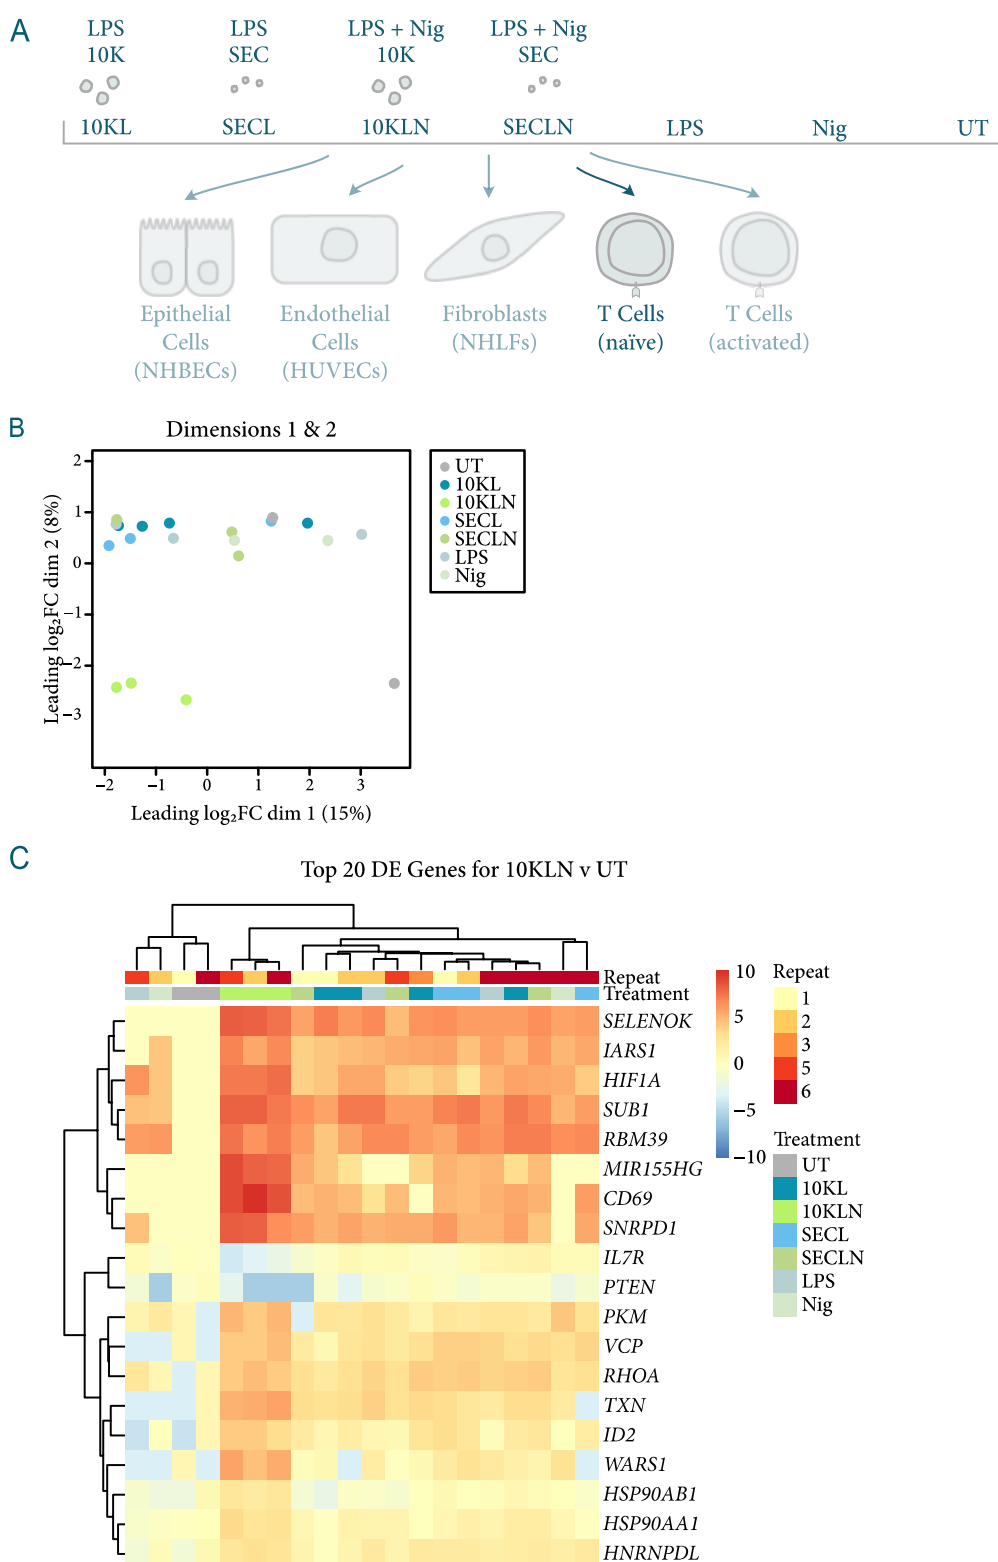 A
LPS LPS LPS + Nig LPS + Nig
10K SEC 10K SEC
10KL SECL 10KLN SECLN LPS Nig UT
Epithelial Endothelial Fibroblasts T Cells T Cells
Cells Cells (NHLFs) (naïve) (activated)
(NHBECs) (HUVECs)
B
Dimensions 1 & 2
Leading log₂FC dim 2 (8%)
2
1
0
−1
−2
−3
−2 −1 0 1 2 3
Leading log₂FC dim 1 (15%)
UT
10KL
10KLN
SECL
SECLN
LPS
Nig
C
Top 20 DE Genes for 10KLN v UT
Repeat
Treatment
SELENOK
IARS1
HIF1A
SUB1
RBM39
MIR155HG
CD69
SNRPD1
IL7R
PTEN
PKM
VCP
RHOA
TXN
ID2
WARS1
HSP90AB1
HSP90AA1
HNRNPDL
10
5
0
−5
−10
Repeat
1
2
3
5
6
Treatment
UT
10KL
10KLN
SECL
SECLN
LPS
Nig